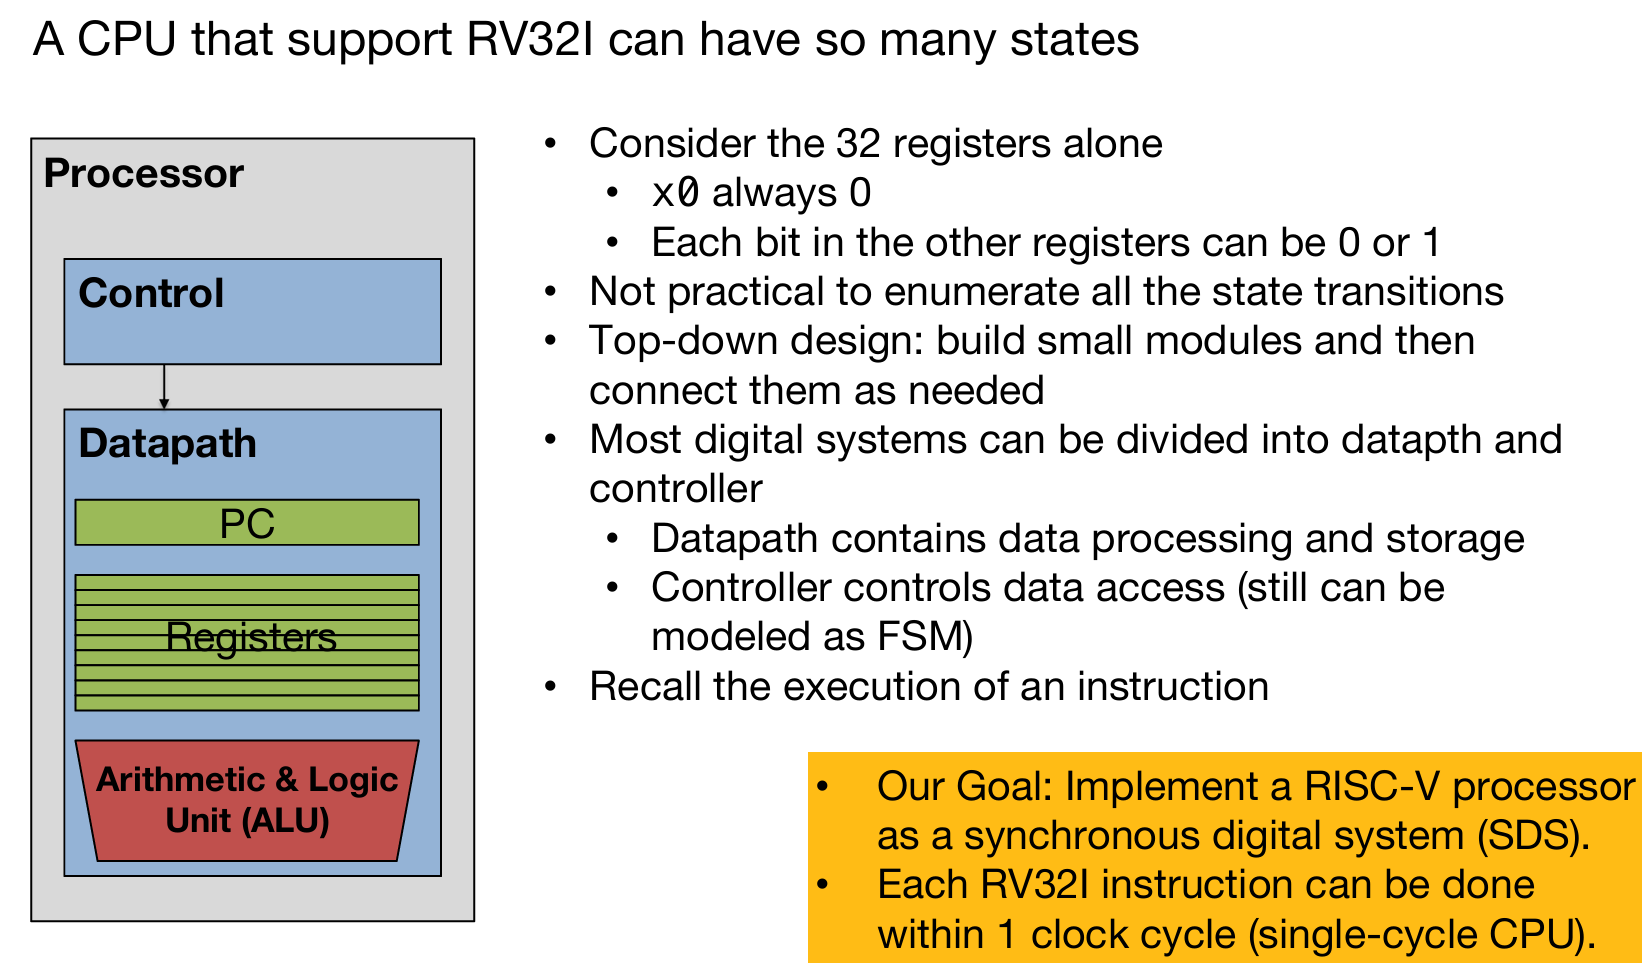 A CPU that support RV32I can have so many states
Processor
Control
Datapath
PC
Registers
Arithmetic & Logic
Unit (ALU)
• Consider the 32 registers alone
• x0 always 0
• Each bit in the other registers can be 0 or 1
• Not practical to enumerate all the state transitions
• Top-down design: build small modules and then
connect them as needed
• Most digital systems can be divided into datapth and
controller
• Datapath contains data processing and storage
• Controller controls data access (still can be
modeled as FSM)
• Recall the execution of an instruction
• Our Goal: Implement a RISC-V processor
as a synchronous digital system (SDS).
• Each RV32I instruction can be done
within 1 clock cycle (single-cycle CPU).